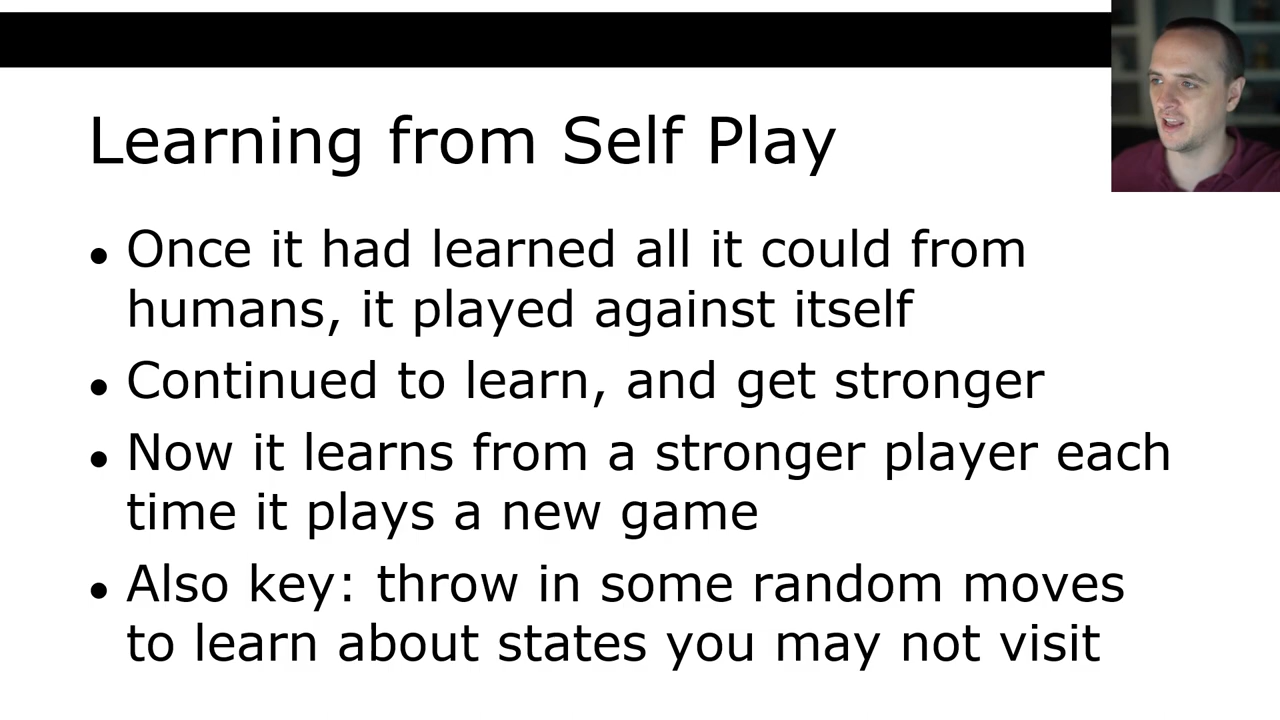 Learning from Self Play
• Once it had learned all it could from
humans, it played against itself
• Continued to learn, and get stronger
• Now it learns from a stronger player each
time it plays a new game
• Also key: throw in some random moves
to learn about states you may not visit